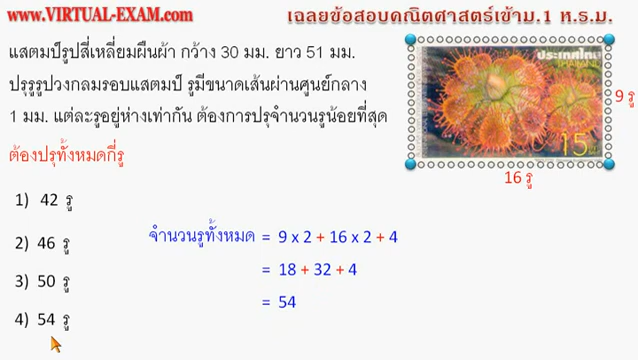 www.VIRTUAL-EXAM.com
เฉลยข้อสอบคณิตศาสตร์เข้าม.1 ห.ร.ม.
แสตมป์รูปสี่เหลี่ยมผืนผ้า กว้าง 30 มม. ยาว 51 มม.
ปรุรูรูปวงกลมรอบแสตมป์ รูมีขนาดเส้นผ่านศูนย์กลาง
1 มม. แต่ละรูอยู่ห่างเท่ากัน ต้องการปรุจำนวนรูน้อยที่สุด
ต้องปรุทั้งหมดกี่รู
ประเทศไทย
THAILAND
15
9 รู
16 รู
1) 42 รู
2) 46 รู
3) 50 รู
4) 54 รู
จำนวนรูทั้งหมด = 9 x 2 + 16 x 2 + 4
= 18 + 32 + 4
= 54